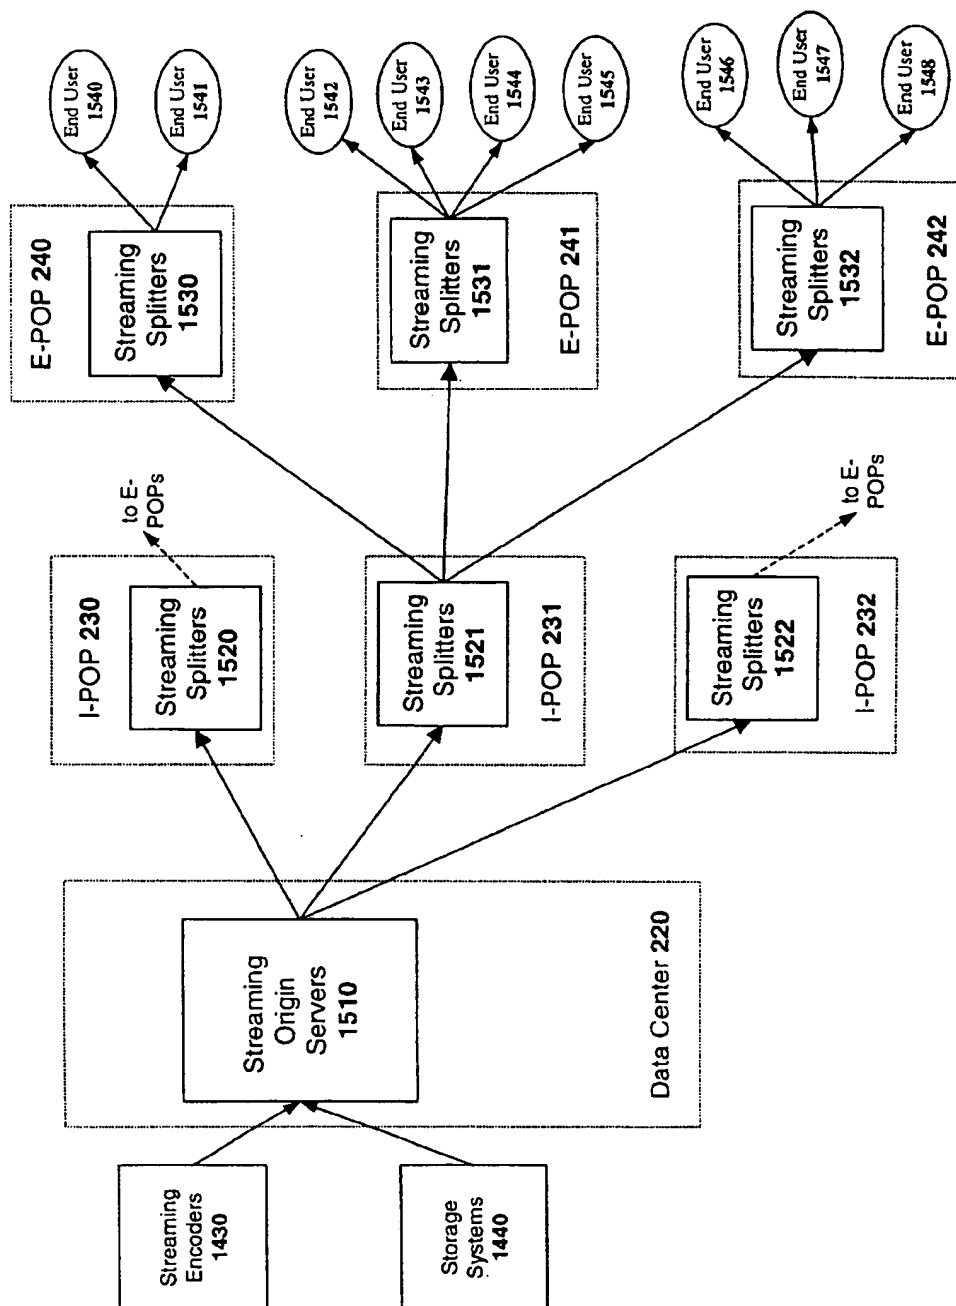 Streaming
Encoders
1430
Storage
Systems
1440
Streaming
Origin
Servers
1510
Data Center 220
I-POP 230
Streaming
Splitters
1520
to E-
POPs
Streaming
Splitters
1521
I-POP 231
Streaming
Splitters
1522
I-POP 232
to E-
POPs
E-POP 240
Streaming
Splitters
1530
Streaming
Splitters
1531
E-POP 241
Streaming
Splitters
1532
E-POP 242
End User
1540
End User
1541
End User
1542
End User
1543
End User
1544
End User
1545
End User
1546
End User
1547
End User
1548